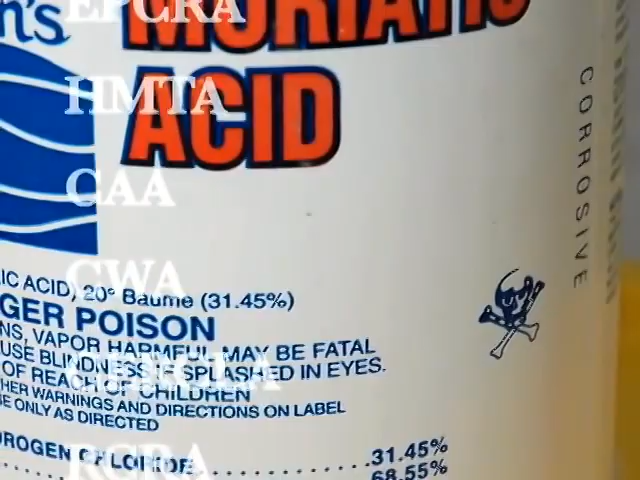 n's
EPCRA
MURIATIC
ACID
HMTA
CAA
CWA
CORROSIVE
IC ACID) 20° Baume (31.45%)
GER POISON
NS, VAPOR HARMFUL, MAY BE FATAL
USE BLINDNESS IF SPLASHED IN EYES.
OF REACH OF CHILDREN
HER WARNINGS AND DIRECTIONS ON LABEL
E ONLY AS DIRECTED
ROGEN CHLORIDE..............31.45%
68.55%
RCRA